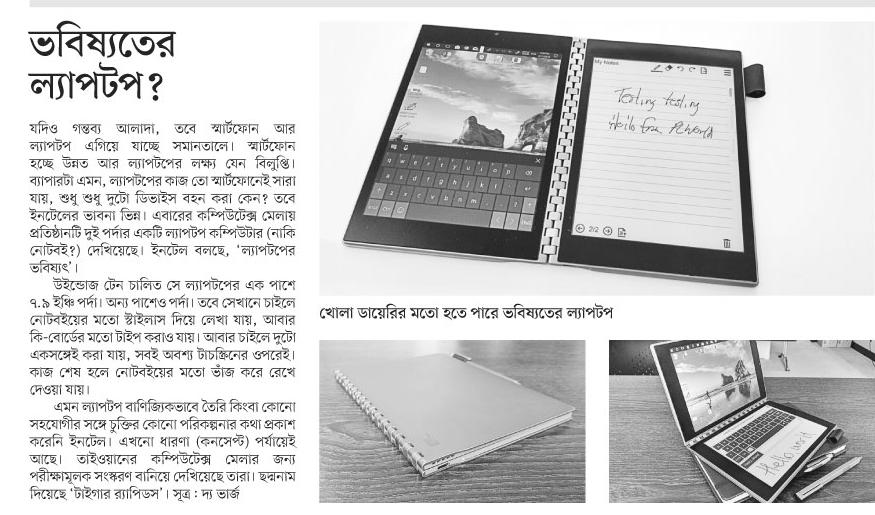 ভবিষ্যতের
ল্যাপটপ?
যদিও গন্তব্য আলাদা, তবে স্মার্টফোন আর
ল্যাপটপ এগিয়ে যাচ্ছে সমানতালে। স্মার্টফোন
হচ্ছে উন্নত আর ল্যাপটপের লক্ষ্য যেন বিলুপ্তি।
ব্যাপারটা এমন, ল্যাপটপের কাজ তো স্মার্টফোনেই সারা
যায়, শুধু শুধু দুটো ডিভাইস বহন করা কেন? তবে
ইনটেলের ভাবনা ভিন্ন। এবারের কম্পিউটেক্স মেলায়
প্রতিষ্ঠানটি দুই পর্দার একটি ল্যাপটপ কম্পিউটার (নাকি
নোটবই?) দেখিয়েছে। ইনটেল বলছে, ‘ল্যাপটপের
ভবিষ্যৎ’।
উইন্ডোজ টেন চালিত সে ল্যাপটপের এক পাশে
৭.৯ ইঞ্চি পর্দা। অন্য পাশেও পর্দা। তবে সেখানে চাইলে
নোটবইয়ের মতো স্টাইলাস দিয়ে লেখা যায়, আবার
কি-বোর্ডের মতো টাইপ করাও যায়। আবার চাইলে দুটো
একসঙ্গেই করা যায়, সবই অবশ্য টাচস্ক্রিনের ওপরেই।
কাজ শেষ হলে নোটবইয়ের মতো ভাঁজ করে রেখে
দেওয়া যায়।
এমন ল্যাপটপ বাণিজ্যিকভাবে তৈরি কিংবা কোনো
সহযোগীর সঙ্গে চুক্তির কোনো পরিকল্পনার কথা প্রকাশ
করেনি ইনটেল। এখনো ধারণা (কনসেপ্ট) পর্যায়েই
আছে। তাইওয়ানের কম্পিউটেক্স মেলার জন্য
পরীক্ষামূলক সংস্করণ বানিয়ে দেখিয়েছে তারা। ছদ্মনাম
দিয়েছে ‘টাইগার র‍্যাপিডস’। সূত্র : দ্য ভার্জ
My Notes
Testing testing
Hello from PCWorld
q w e r t y u i o p
a s d g h j k l
z x c v b n m
2/2
খোলা ডায়েরির মতো হতে পারে ভবিষ্যতের ল্যাপটপ
Hello world